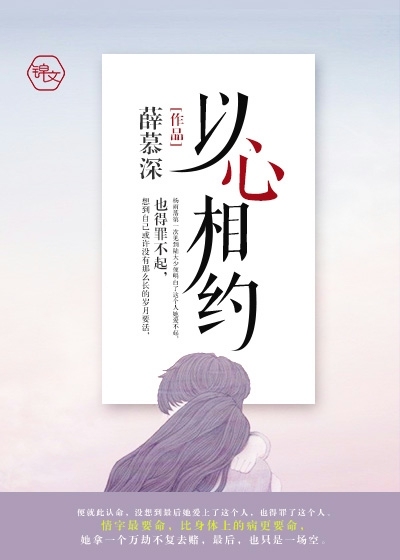 锦文
以心相约
薛慕深
[作品]
杨雨落第一次见到陆大少便明白了这个人她爱不起,
也得罪不起,
想到自己或许没有那么长的岁月要活,
便就此认命,没想到最后她爱上了这个人,也得罪了这个人。
情字最要命,比身体上的病更要命,
她拿一个万劫不复去赌,最后,也只是一场空。